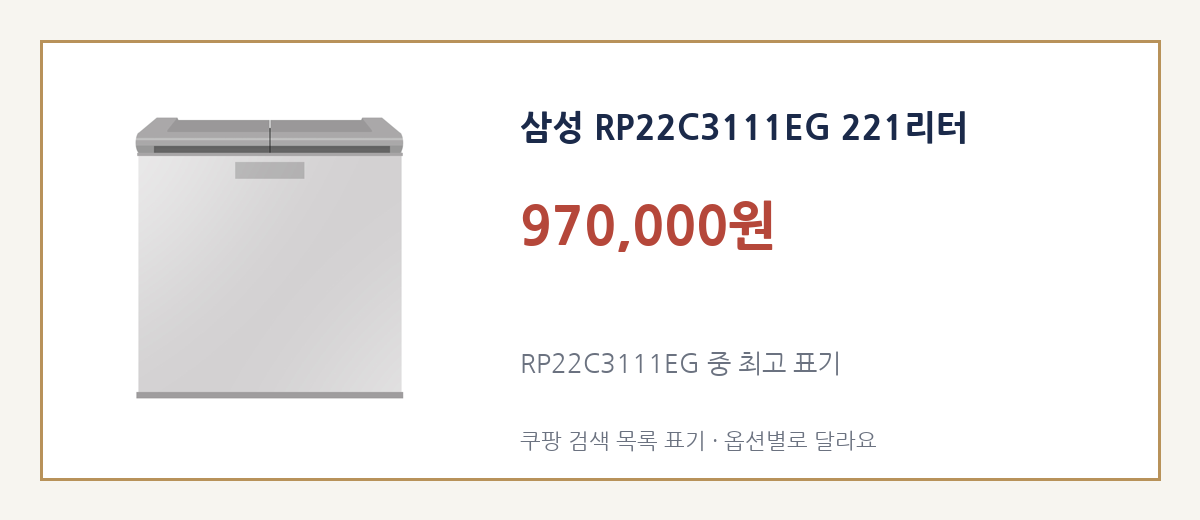 삼성 RP22C3111EG 221리터
970,000원
RP22C3111EG 중 최고 표기
쿠팡 검색 목록 표기 · 옵션별로 달라요